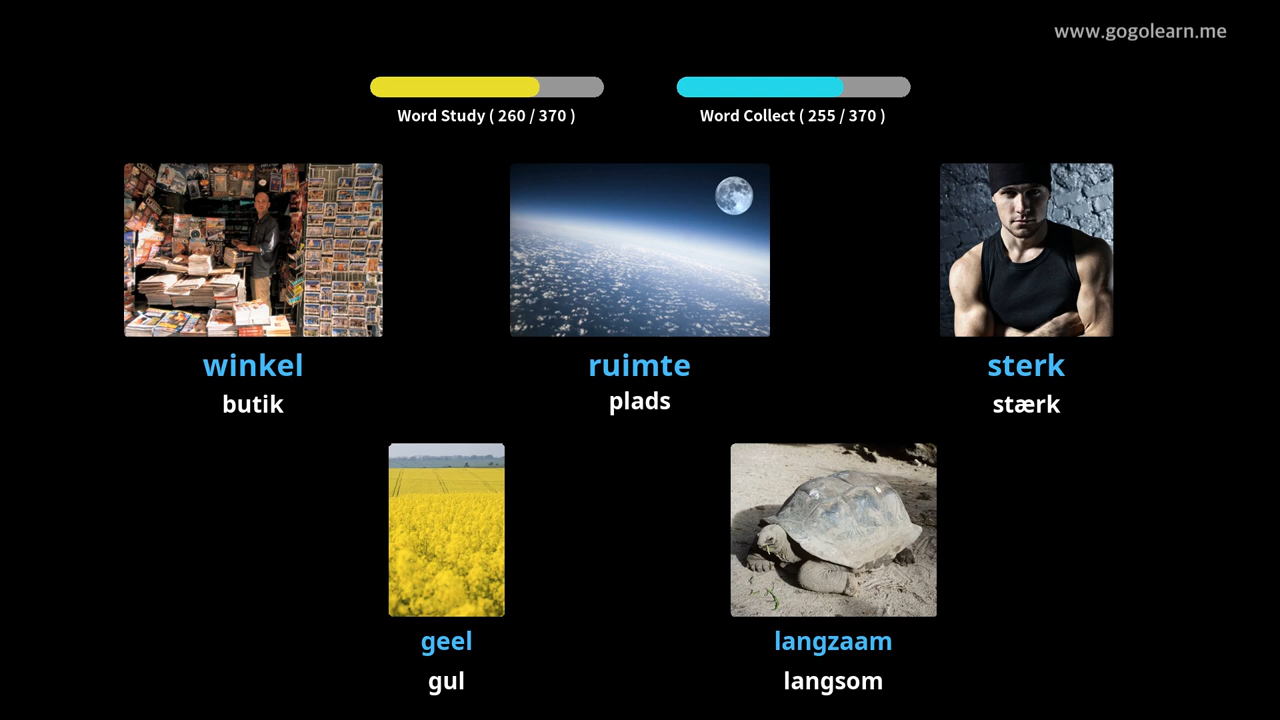 www.gogolearn.me
Word Study ( 260 / 370 )
Word Collect ( 255 / 370 )
winkel
butik
ruimte
plads
sterk
stærk
geel
gul
langzaam
langsom